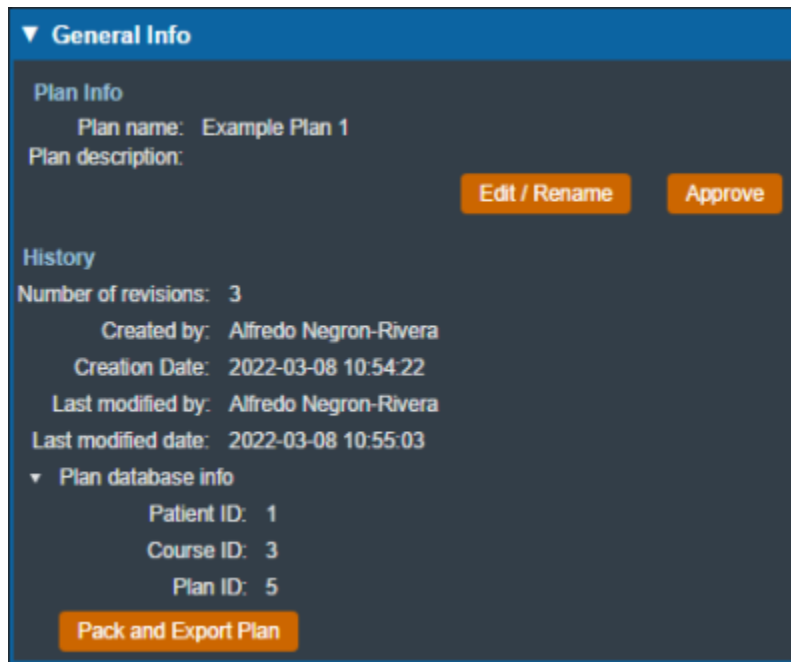 General Info
Plan Info
Plan name: Example Plan 1
Plan description:
Edit / Rename Approve
History
Number of revisions: 3
Created by: Alfredo Negron-Rivera
Creation Date: 2022-03-08 10:54:22
Last modified by: Alfredo Negron-Rivera
Last modified date: 2022-03-08 10:55:03
Plan database info
Patient ID: 1
Course ID: 3
Plan ID: 5
Pack and Export Plan